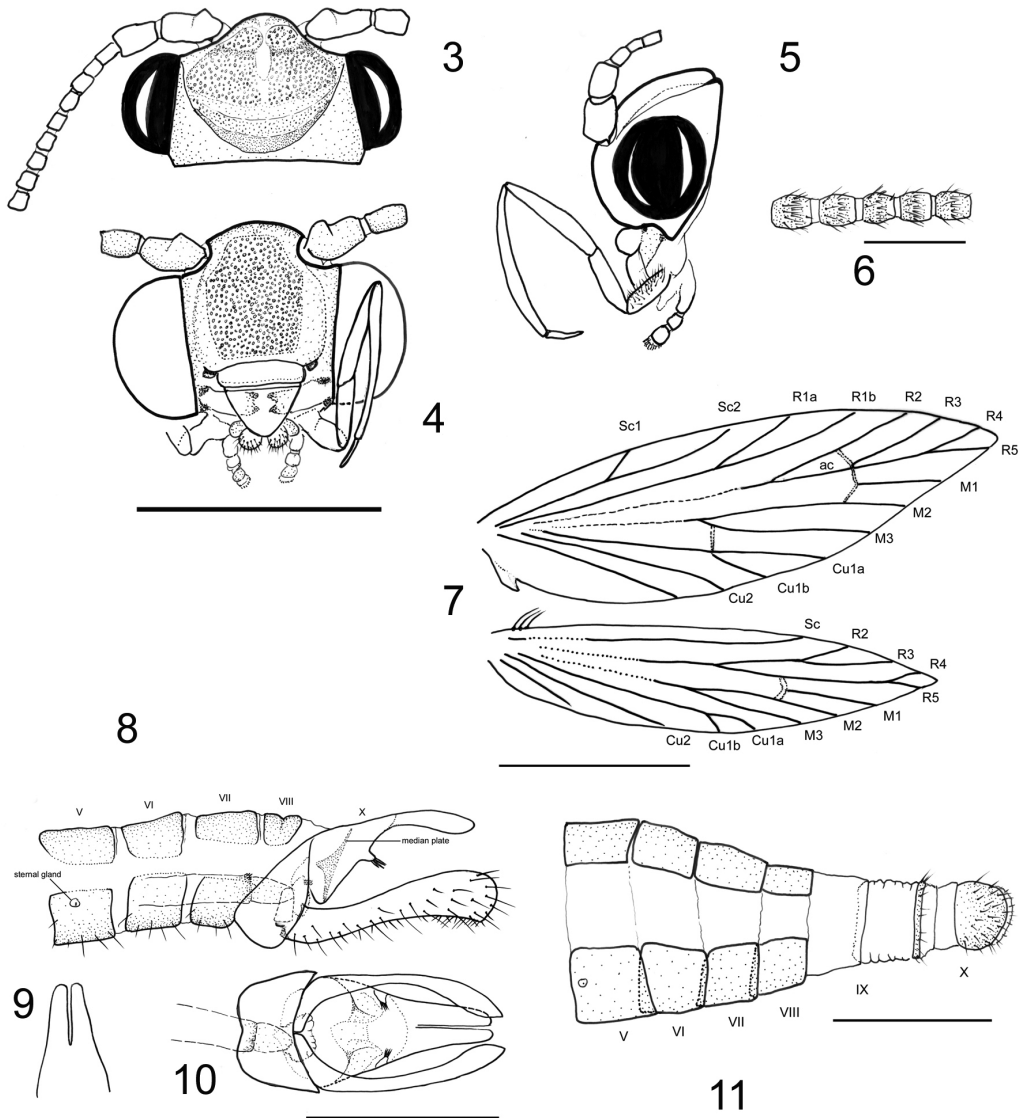 3
5
6
4
Sc1
Sc2
R1a
R1b
R2
R3
R4
R5
ac
M1
M2
M3
Cu1a
Cu1b
Cu2
7
Sc
R2
R3
R4
R5
M1
M2
M3
Cu1a
Cu1b
Cu2
8
V
VI
VII
VIII
X
median plate
sternal gland
9
10
V
VI
VII
VIII
IX
X
11